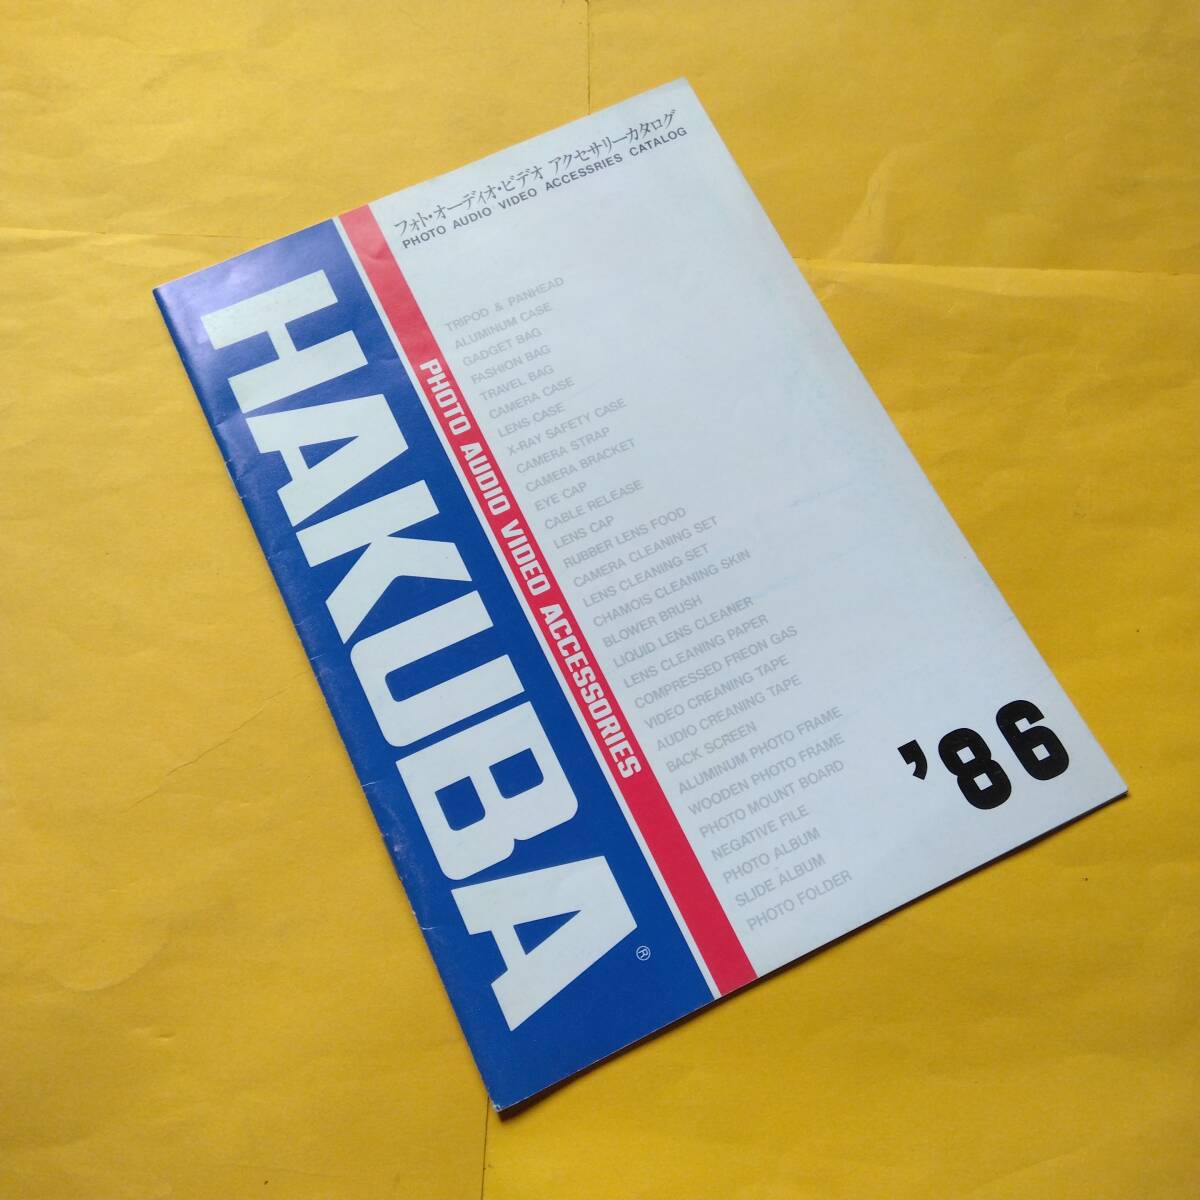 フォト・オーディオ・ビデオ アクセサリーカタログ
PHOTO AUDIO VIDEO ACCESSRIES CATALOG
HAKUBA®
PHOTO AUDIO VIDEO ACCESSORIES
TRIPOD & PANHEAD
ALUMINUM CASE
GADGET BAG
FASHION BAG
TRAVEL BAG
CAMERA CASE
LENS CASE
X-RAY SAFETY CASE
CAMERA STRAP
CAMERA BRACKET
EYE CAP
CABLE RELEASE
LENS CAP
RUBBER LENS FOOD
CAMERA CLEANING SET
LENS CLEANING SET
CHAMOIS CLEANING SKIN
BLOWER BRUSH
LIQUID LENS CLEANER
LENS CLEANING PAPER
COMPRESSED FREON GAS
VIDEO CREANING TAPE
AUDIO CREANING TAPE
BACK SCREEN
ALUMINUM PHOTO FRAME
WOODEN PHOTO FRAME
PHOTO MOUNT BOARD
NEGATIVE FILE
PHOTO ALBUM
SLIDE ALBUM
PHOTO FOLDER
’86